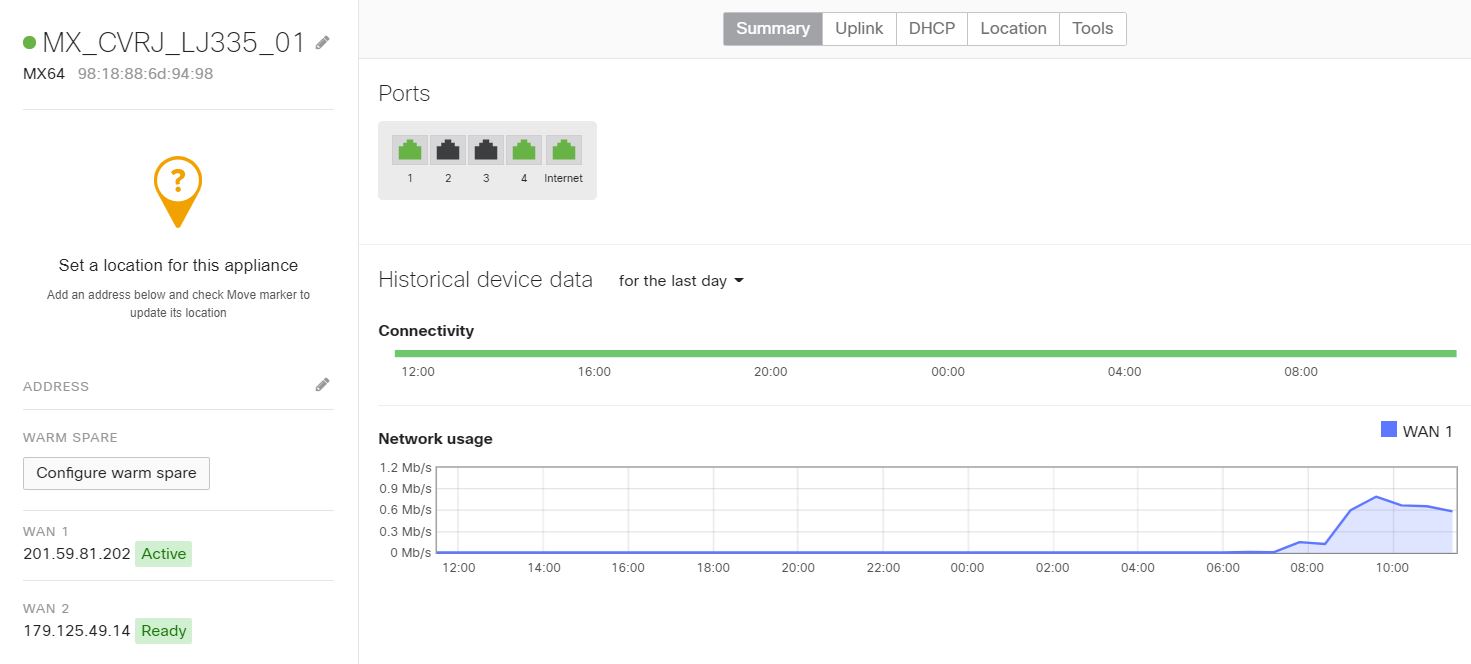 MX_CVRJ_LJ335_01
MX64 98:18:88:6d:94:98
?
Set a location for this appliance
Add an address below and check Move marker to
update its location
ADDRESS
WARM SPARE
Configure warm spare
WAN 1
201.59.81.202 Active
WAN 2
179.125.49.14 Ready
Summary Uplink DHCP Location Tools
Ports
1 2 3 4 Internet
Historical device data for the last day
Connectivity
12:00 16:00 20:00 00:00 04:00 08:00
Network usage
WAN 1
1.2 Mb/s
0.9 Mb/s
0.6 Mb/s
0.3 Mb/s
0 Mb/s
12:00 14:00 16:00 18:00 20:00 22:00 00:00 02:00 04:00 06:00 08:00 10:00